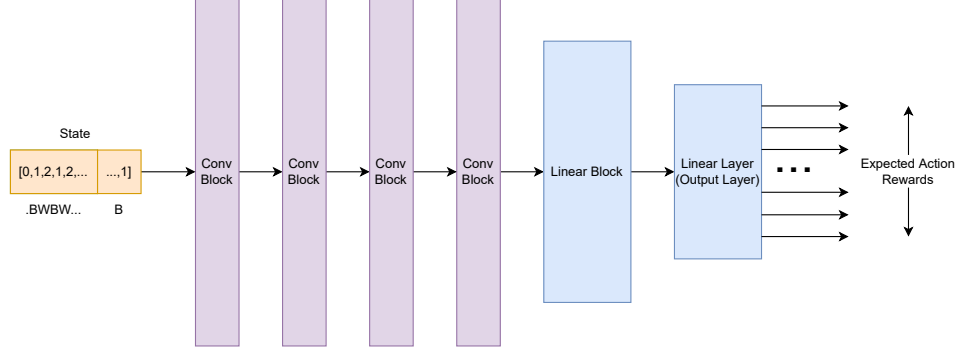 State
[0,1,2,1,2,...
...,1]
.BWBW...
B
Conv
Block
Conv
Block
Conv
Block
Conv
Block
Linear Block
Linear Layer
(Output Layer)
...
Expected Action
Rewards